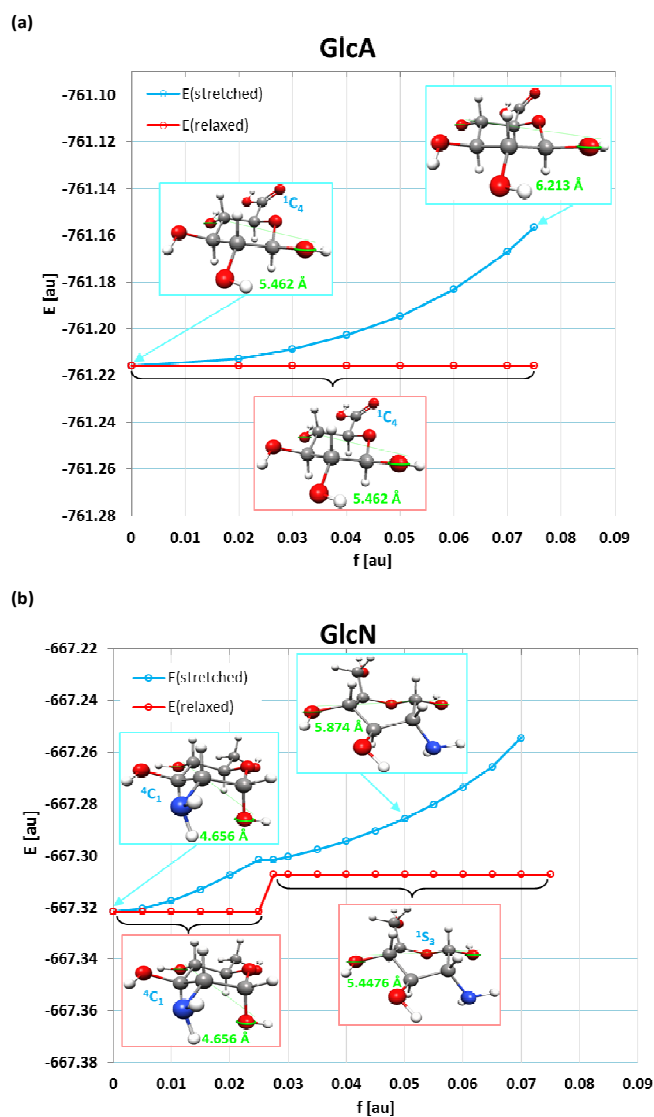 (a)
GlcA
-761.10
-761.12
-761.14
-761.16
-761.18
-761.20
-761.22
-761.24
-761.26
-761.28
E [au]
E(stretched)
E(relaxed)
6.213 Å
¹C₄
5.462 Å
¹C₄
5.462 Å
0 0.01 0.02 0.03 0.04 0.05 0.06 0.07 0.08 0.09
f [au]
(b)
GlcN
-667.22
-667.24
-667.26
-667.28
-667.30
-667.32
-667.34
-667.36
-667.38
E [au]
E(stretched)
E(relaxed)
5.874 Å
⁴C₁
4.656 Å
¹S₃
5.4476 Å
⁴C₁
4.656 Å
0 0.01 0.02 0.03 0.04 0.05 0.06 0.07 0.08 0.09
f [au]